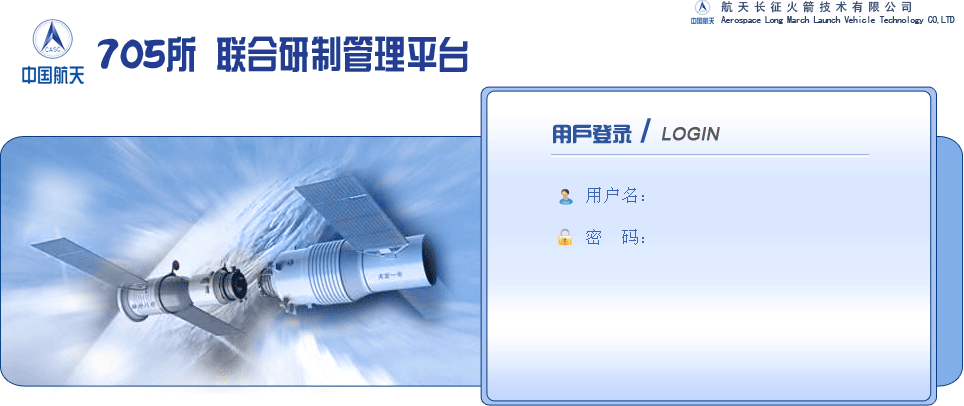 航天长征火箭技术有限公司
中国航天 Aerospace Long March Launch Vehicle Technology CO,LTD
CASC
中国航天
705所 联合研制管理平台
用戶登录 / LOGIN
用户名:
密 码: